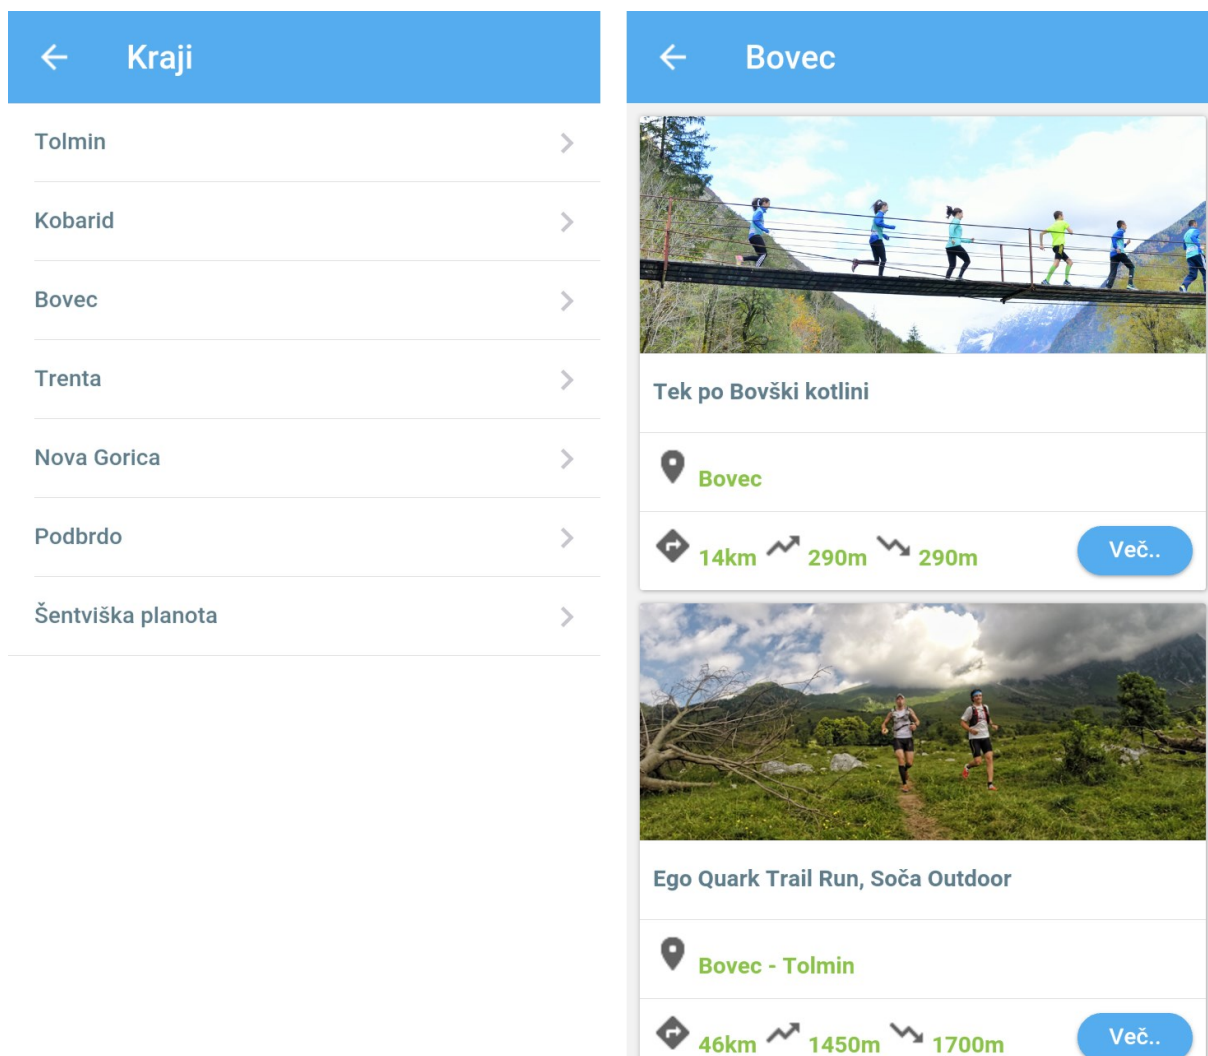 Kraji
Tolmin
Kobarid
Bovec
Trenta
Nova Gorica
Podbrdo
Šentviška planota
Bovec
Tek po Bovški kotlini
Bovec
14km 290m 290m Več..
Ego Quark Trail Run, Soča Outdoor
Bovec - Tolmin
46km 1450m 1700m Več..